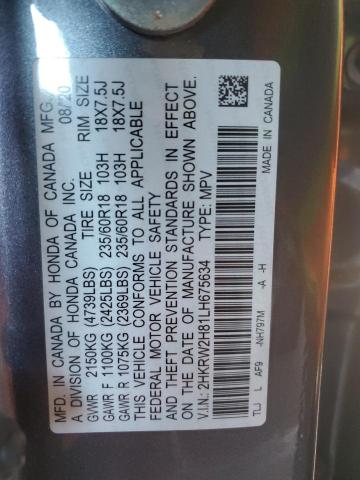 MFD. IN CANADA BY HONDA OF CANADA MFG.
A DIVISION OF HONDA CANADA INC. 08/20
TIRE SIZE RIM SIZE
GVWR 2150KG (4739LBS)
GAWR F 1100KG (2425LBS) 235/60R18 103H 18X7.5J
GAWR R 1075KG (2369LBS) 235/60R18 103H 18X7.5J
THIS VEHICLE CONFORMS TO ALL APPLICABLE
FEDERAL MOTOR VEHICLE SAFETY
AND THEFT PREVENTION STANDARDS IN EFFECT
ON THE DATE OF MANUFACTURE SHOWN ABOVE.
V.I.N.: 2HKRW2H81LH675634 TYPE: MPV
TLJ L AF9 -NH797M -A -H MADE IN CANADA